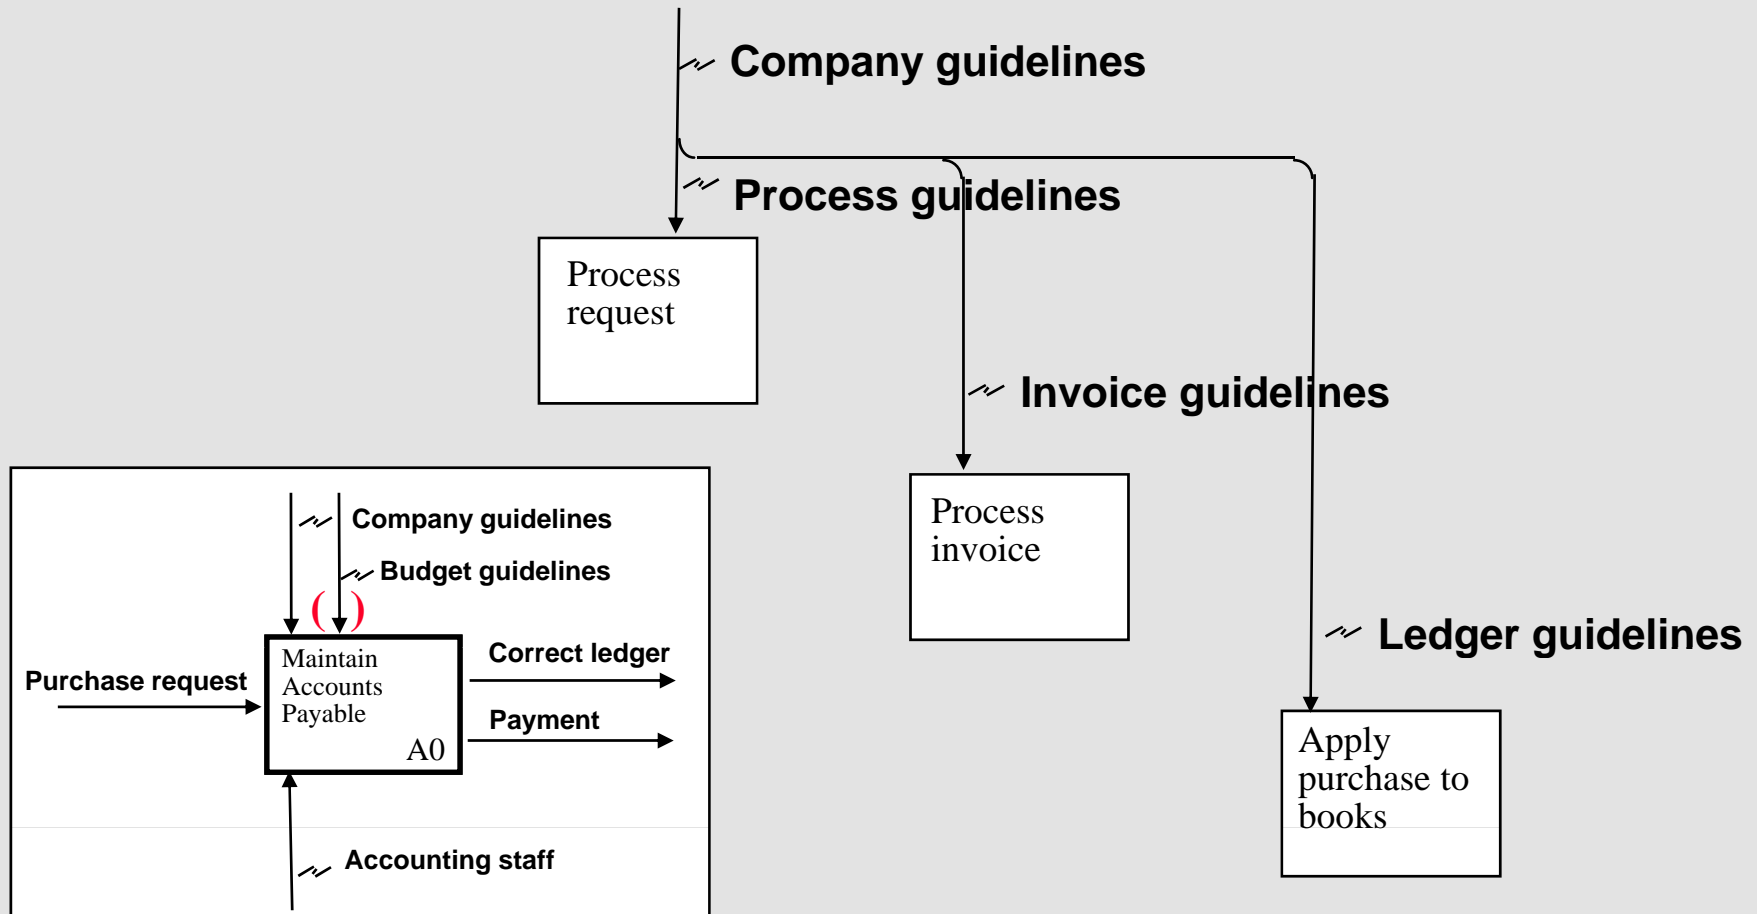 Company guidelines
Process guidelines
Process
request
Invoice guidelines
Process
invoice
Ledger guidelines
Apply
purchase to
books
Company guidelines
Budget guidelines
( )
Maintain
Accounts
Payable
A0
Purchase request
Correct ledger
Payment
Accounting staff